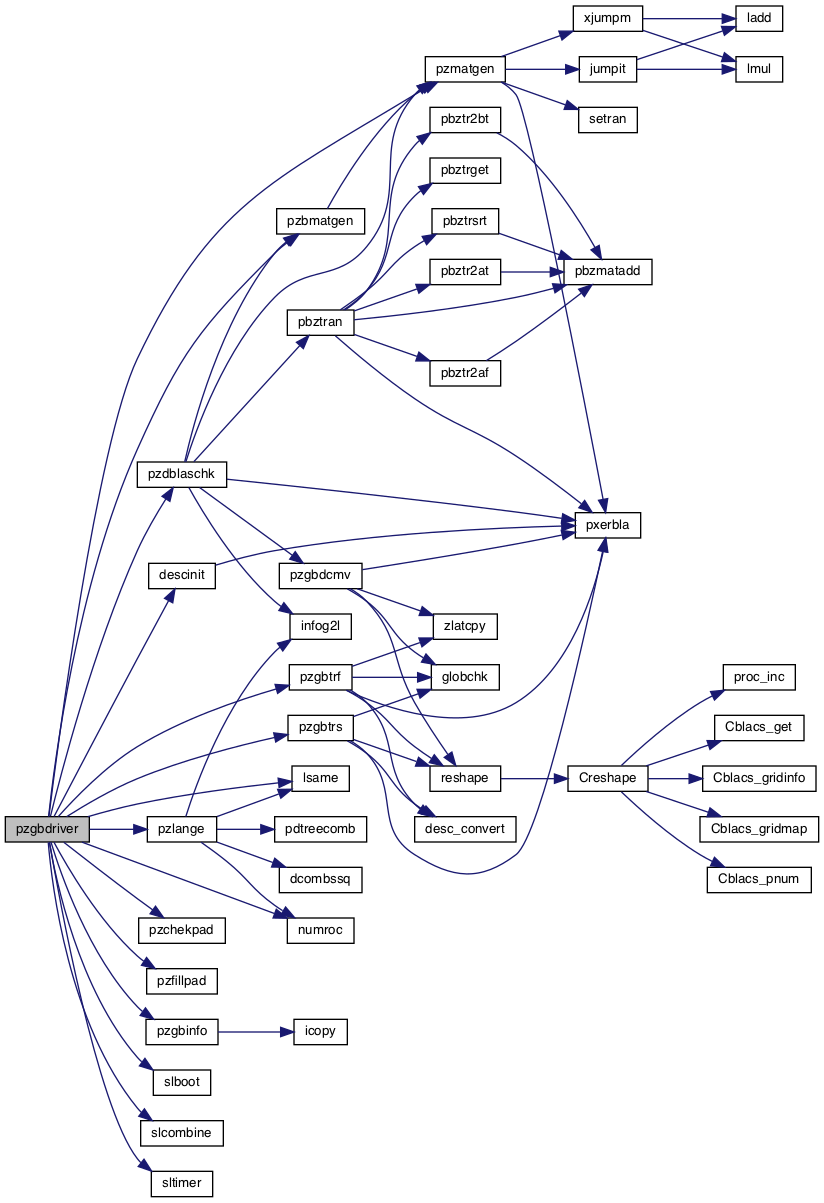 xjumpm
ladd
pzmatgen
jumpit
lmul
setran
pbztr2bt
pbztrget
pzbmatgen
pbztrsrt
pbztr2at
pbzmatadd
pbztran
pbztr2af
pzdblaschk
pxerbla
descinit
pzgbdcmv
infog2l
zlatcpy
pzgbtrf
globchk
proc_inc
pzgbtrs
Cblacs_get
lsame
reshape
Creshape
Cblacs_gridinfo
pzgbdriver
pzlange
pdtreecomb
desc_convert
Cblacs_gridmap
dcombssq
Cblacs_pnum
pzchekpad
numroc
pzfillpad
pzgbinfo
icopy
slboot
slcombine
sltimer